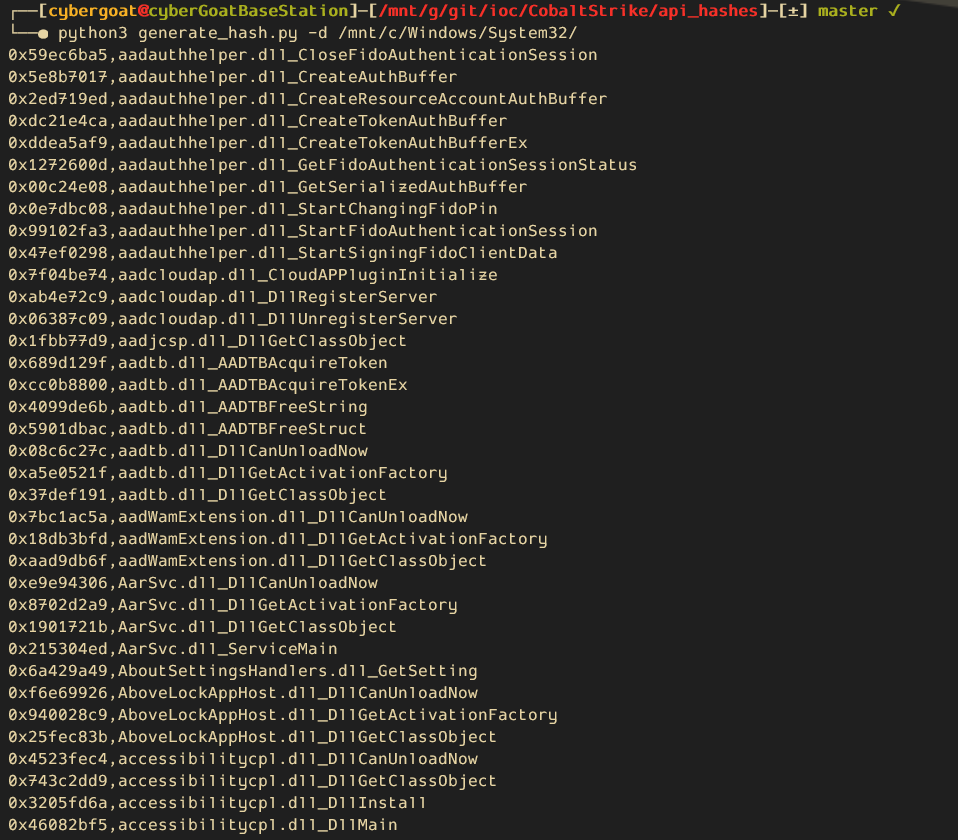 ┌──[cybergoat@cyberGoatBaseStation]─[/mnt/g/git/ioc/CobaltStrike/api_hashes]─[±] master ✓
└──● python3 generate_hash.py -d /mnt/c/Windows/System32/
0x59ec6ba5,aadauthhelper.dll_CloseFidoAuthenticationSession
0x5e8b7017,aadauthhelper.dll_CreateAuthBuffer
0x2ed719ed,aadauthhelper.dll_CreateResourceAccountAuthBuffer
0xdc21e4ca,aadauthhelper.dll_CreateTokenAuthBuffer
0xddea5af9,aadauthhelper.dll_CreateTokenAuthBufferEx
0x1272600d,aadauthhelper.dll_GetFidoAuthenticationSessionStatus
0x00c24e08,aadauthhelper.dll_GetSerializedAuthBuffer
0x0e7dbc08,aadauthhelper.dll_StartChangingFidoPin
0x99102fa3,aadauthhelper.dll_StartFidoAuthenticationSession
0x47ef0298,aadauthhelper.dll_StartSigningFidoClientData
0x7f04be74,aadcloudap.dll_CloudAPPluginInitialize
0xab4e72c9,aadcloudap.dll_DllRegisterServer
0x06387c09,aadcloudap.dll_DllUnregisterServer
0x1fbb77d9,aadjcsp.dll_DllGetClassObject
0x689d129f,aadtb.dll_AADTBAcquireToken
0xcc0b8800,aadtb.dll_AADTBAcquireTokenEx
0x4099de6b,aadtb.dll_AADTBFreeString
0x5901dbac,aadtb.dll_AADTBFreeStruct
0x08c6c27c,aadtb.dll_DllCanUnloadNow
0xa5e0521f,aadtb.dll_DllGetActivationFactory
0x37def191,aadtb.dll_DllGetClassObject
0x7bc1ac5a,aadWamExtension.dll_DllCanUnloadNow
0x18db3bfd,aadWamExtension.dll_DllGetActivationFactory
0xaad9db6f,aadWamExtension.dll_DllGetClassObject
0xe9e94306,AarSvc.dll_DllCanUnloadNow
0x8702d2a9,AarSvc.dll_DllGetActivationFactory
0x1901721b,AarSvc.dll_DllGetClassObject
0x215304ed,AarSvc.dll_ServiceMain
0x6a429a49,AboutSettingsHandlers.dll_GetSetting
0xf6e69926,AboveLockAppHost.dll_DllCanUnloadNow
0x940028c9,AboveLockAppHost.dll_DllGetActivationFactory
0x25fec83b,AboveLockAppHost.dll_DllGetClassObject
0x4523fec4,accessibilitycpl.dll_DllCanUnloadNow
0x743c2dd9,accessibilitycpl.dll_DllGetClassObject
0x3205fd6a,accessibilitycpl.dll_DllInstall
0x46082bf5,accessibilitycpl.dll_DllMain